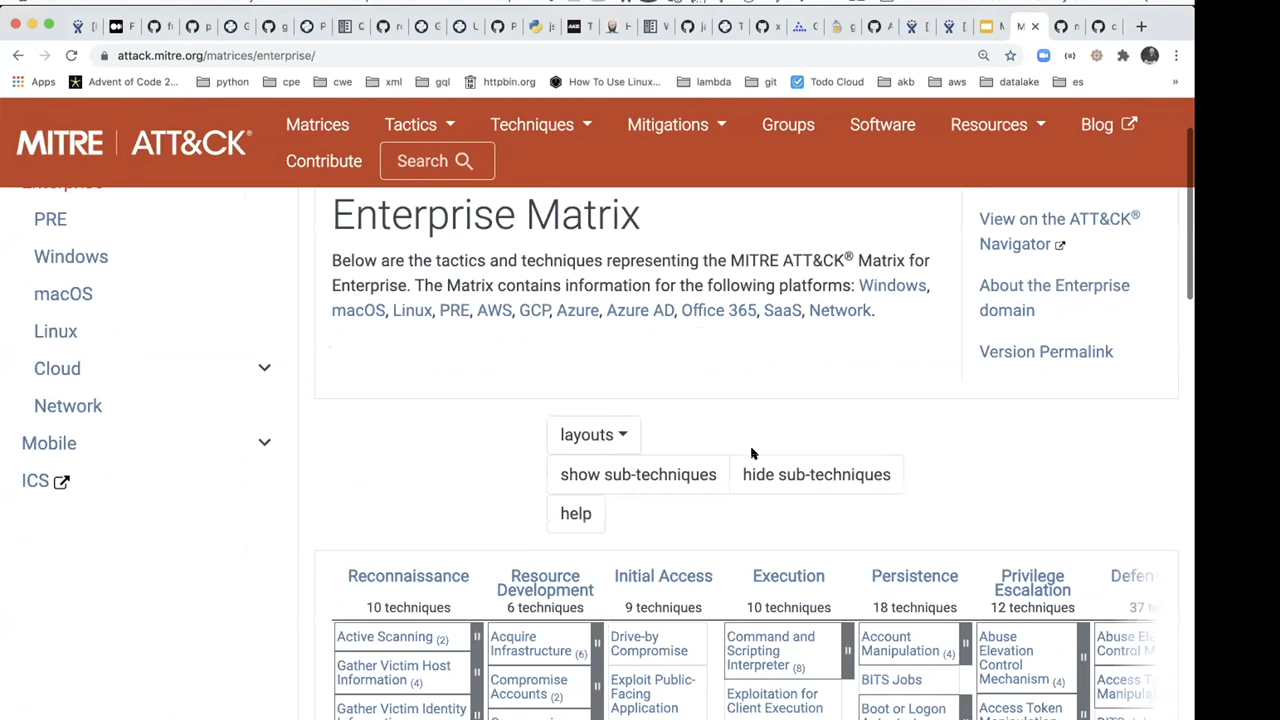 attack.mitre.org/matrices/enterprise/
Apps
Advent of Code 2...
python
cpe
cwe
xml
gql
httpbin.org
How To Use Linux...
lambda
git
Todo Cloud
akb
aws
datalake
es
»
MITRE | ATT&CK®
Matrices
Tactics
Techniques
Mitigations
Groups
Software
Resources
Blog
Contribute
Search
Enterprise
PRE
Windows
macOS
Linux
Cloud
Network
Mobile
ICS
Enterprise Matrix
Below are the tactics and techniques representing the MITRE ATT&CK® Matrix for
Enterprise. The Matrix contains information for the following platforms: Windows,
macOS, Linux, PRE, AWS, GCP, Azure, Azure AD, Office 365, SaaS, Network.
View on the ATT&CK®
Navigator
About the Enterprise
domain
Version Permalink
layouts
show sub-techniques
hide sub-techniques
help
Reconnaissance
10 techniques
Active Scanning (2)
Gather Victim Host
Information (4)
Gather Victim Identity
Resource
Development
6 techniques
Acquire
Infrastructure (6)
Compromise
Accounts (2)
Initial Access
9 techniques
Drive-by
Compromise
Exploit Public-
Facing
Application
Execution
10 techniques
Command and
Scripting
Interpreter (8)
Exploitation for
Client Execution
Persistence
18 techniques
Account
Manipulation (4)
BITS Jobs
Boot or Logon
Privilege
Escalation
12 techniques
Abuse
Elevation
Control
Mechanism (4)
Access Token
Defen
37 t
Abuse E
Control M
Access T
Manipul